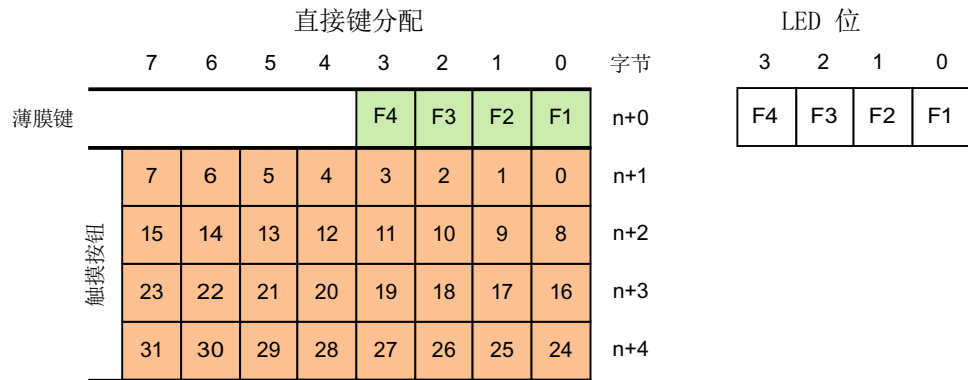 直接键分配 LED 位
7 6 5 4 3 2 1 0 字节 3 2 1 0
薄膜键 F4 F3 F2 F1 n+0 F4 F3 F2 F1
触摸按钮
7 6 5 4 3 2 1 0 n+1
15 14 13 12 11 10 9 8 n+2
23 22 21 20 19 18 17 16 n+3
31 30 29 28 27 26 25 24 n+4